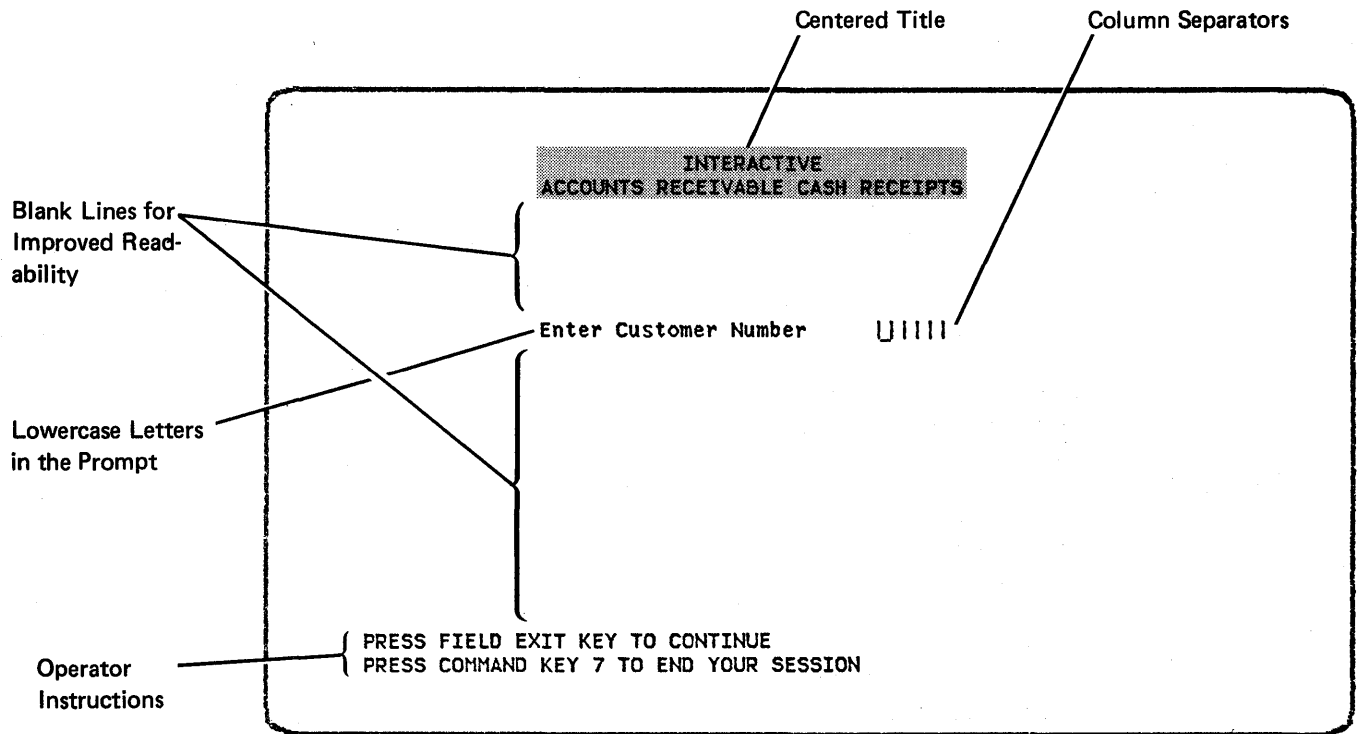 Centered Title
Column Separators
INTERACTIVE
ACCOUNTS RECEIVABLE CASH RECEIPTS
Blank Lines for
Improved Read-
ability
Enter Customer Number
Lowercase Letters
in the Prompt
PRESS FIELD EXIT KEY TO CONTINUE
PRESS COMMAND KEY 7 TO END YOUR SESSION
Operator
Instructions